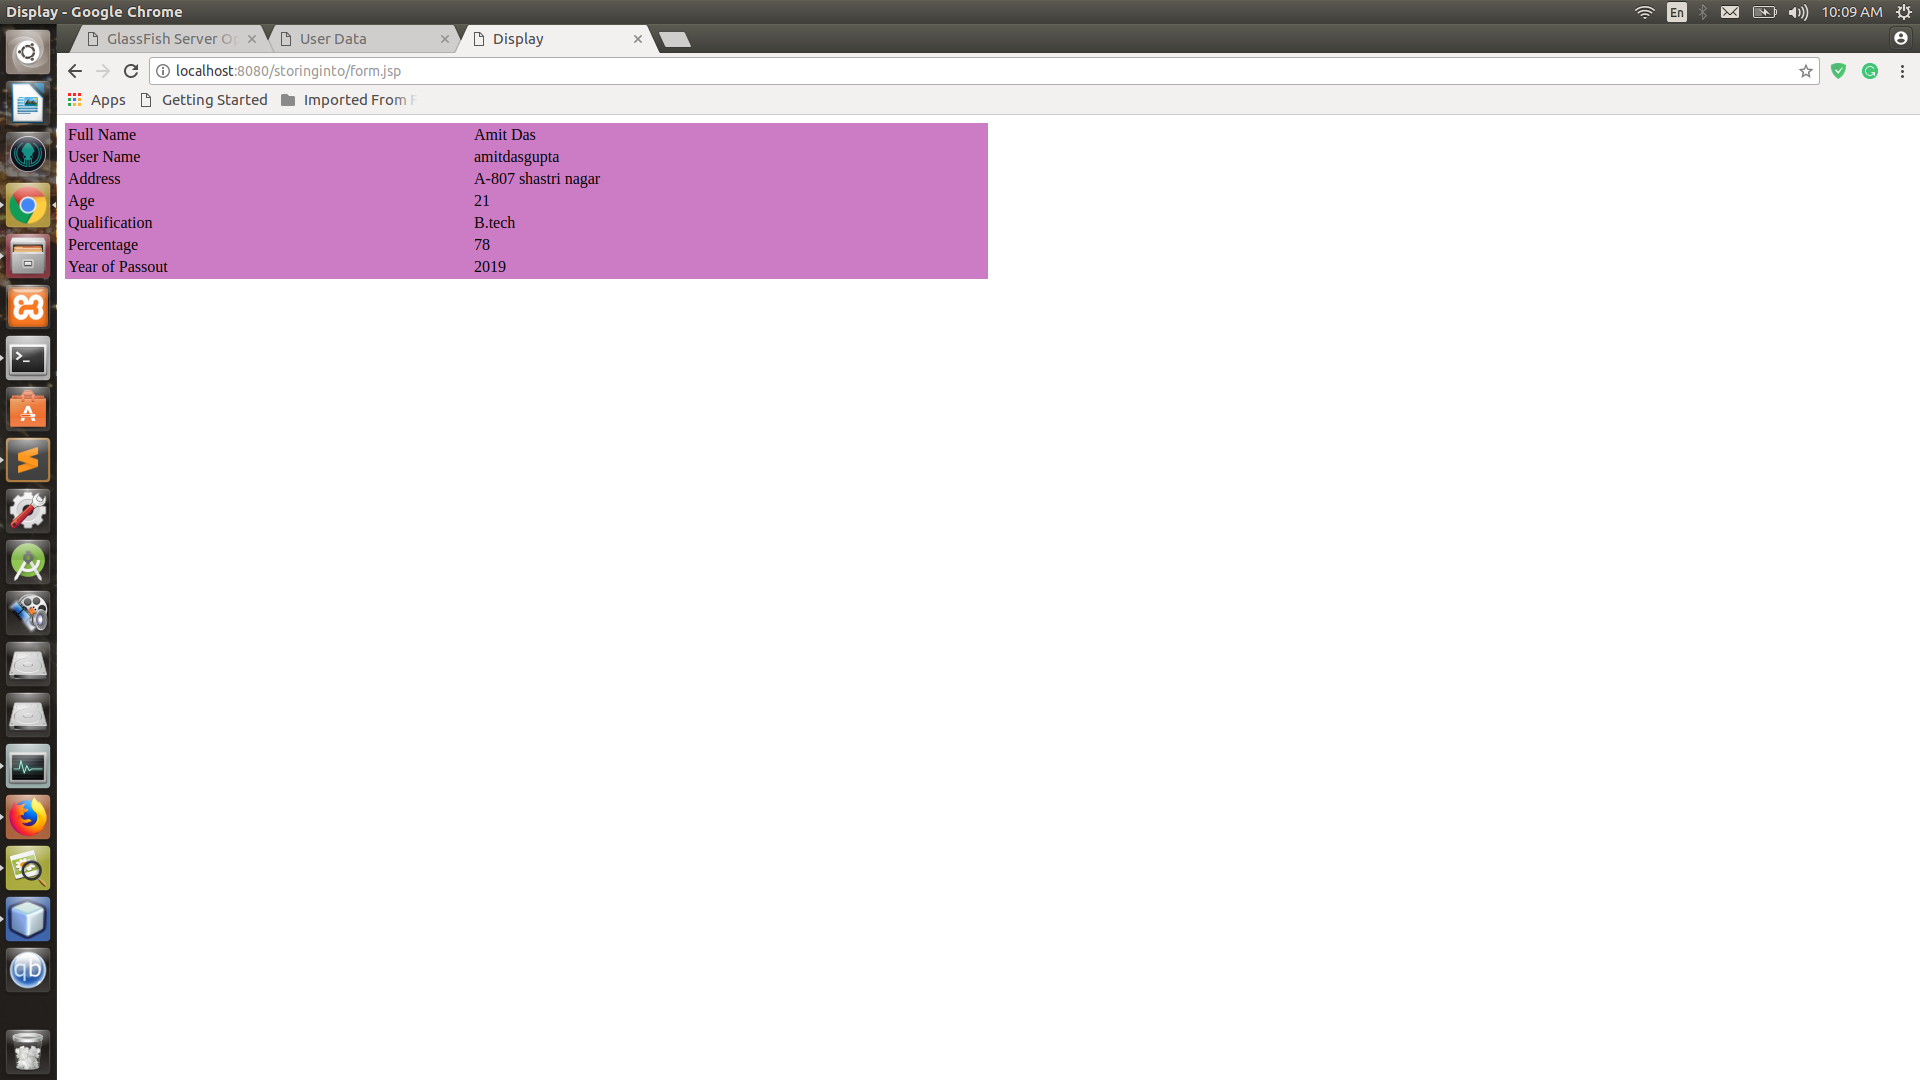 Display - Google Chrome
En
10:09 AM
GlassFish Server Op
User Data
Display
localhost:8080/storinginto/form.jsp
Apps
Getting Started
Imported From F
Full Name Amit Das
User Name amitdasgupta
Address A-807 shastri nagar
Age 21
Qualification B.tech
Percentage 78
Year of Passout 2019
qb